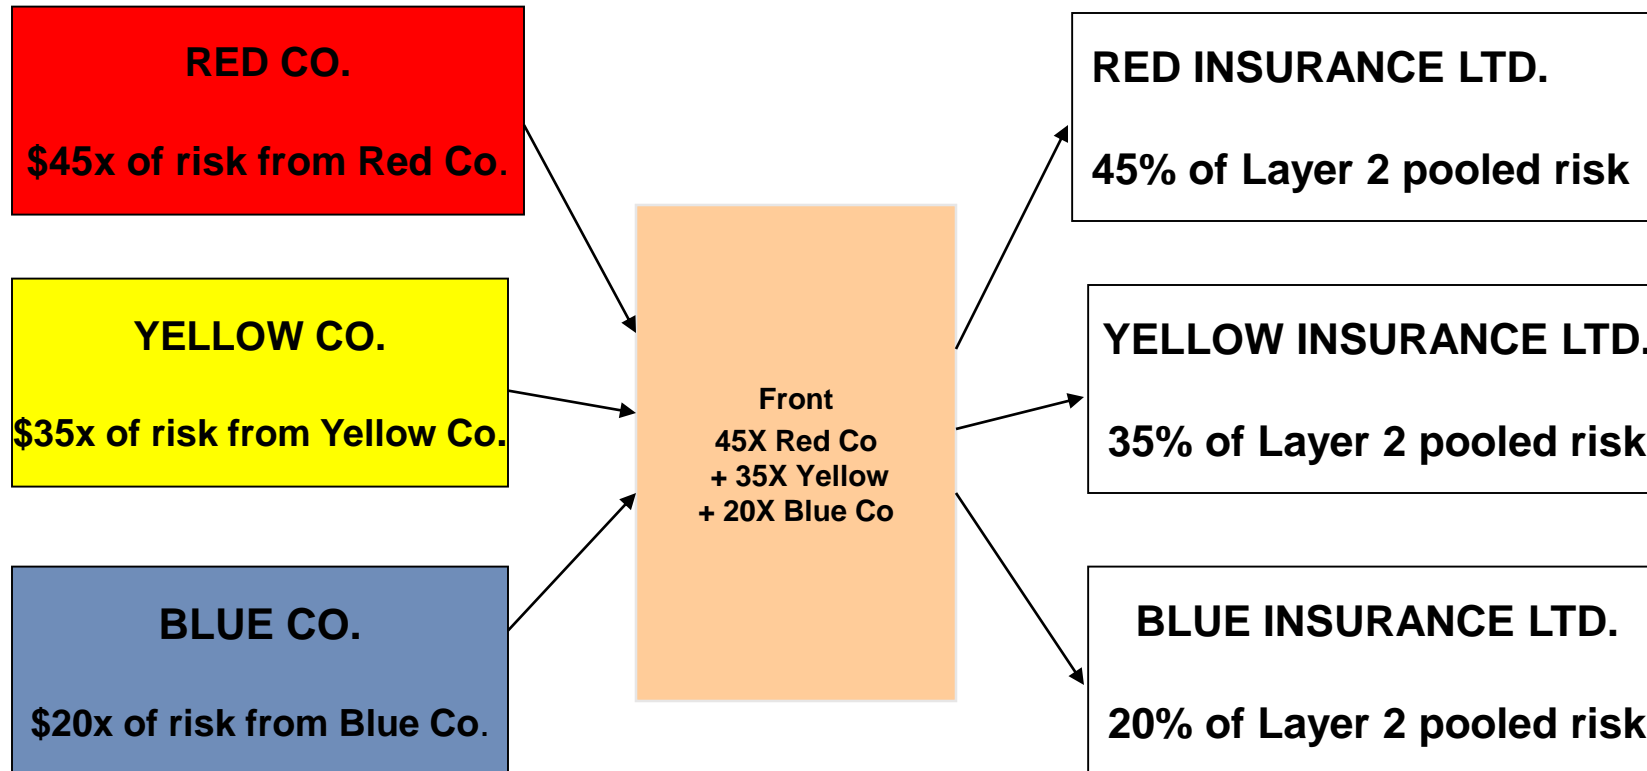 RED CO.
$45x of risk from Red Co.
YELLOW CO.
$35x of risk from Yellow Co.
BLUE CO.
$20x of risk from Blue Co.
Front
45X Red Co
+ 35X Yellow
+ 20X Blue Co
RED INSURANCE LTD.
45% of Layer 2 pooled risk
YELLOW INSURANCE LTD.
35% of Layer 2 pooled risk
BLUE INSURANCE LTD.
20% of Layer 2 pooled risk